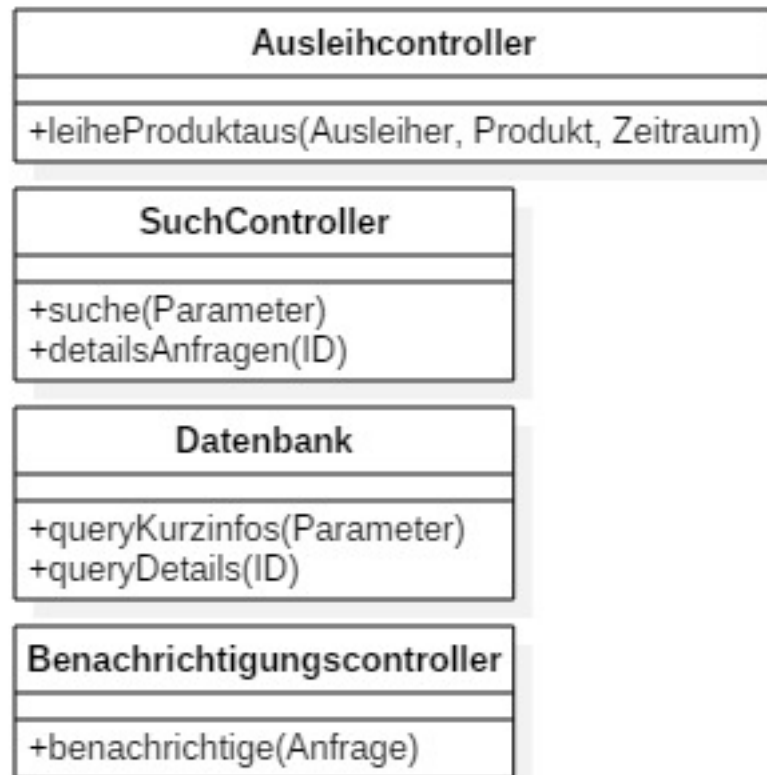 Ausleihcontroller
+leiheProduktaus(Ausleiher, Produkt, Zeitraum)
SuchController
+suche(Parameter)
+detailsAnfragen(ID)
Datenbank
+queryKurzinfos(Parameter)
+queryDetails(ID)
Benachrichtigungscontroller
+benachrichtige(Anfrage)